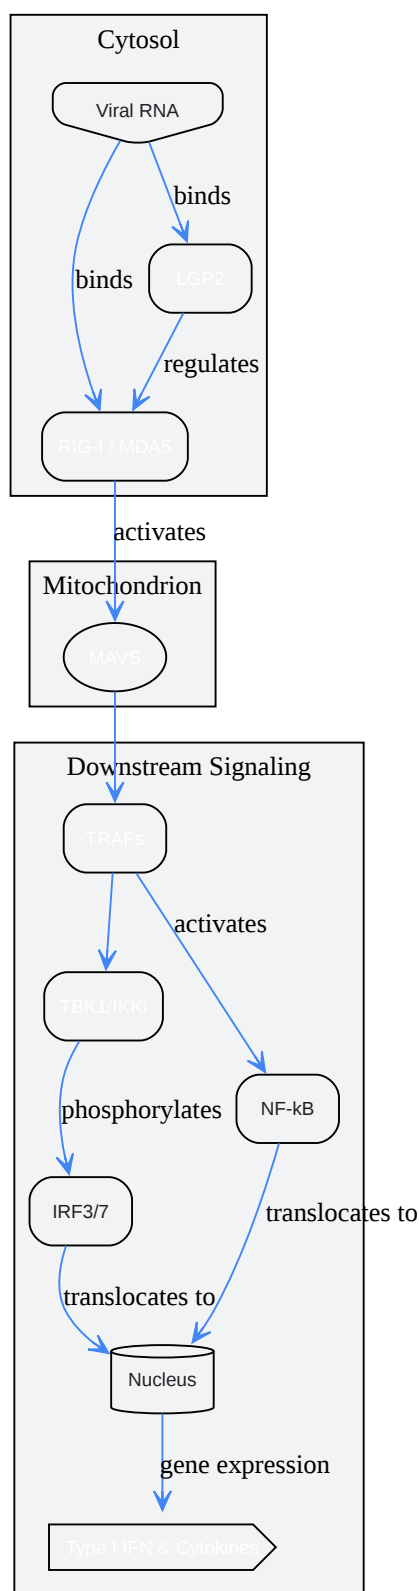 Cytosol
Viral RNA
binds
LGP2
binds
regulates
RIG-I / MDA5
activates
Mitochondrion
MAVS
Downstream Signaling
TRAFs
activates
TBK1/IKKi
NF-kB
phosphorylates
IRF3/7
translocates to
translocates to
Nucleus
gene expression
Type I IFN & Cytokines